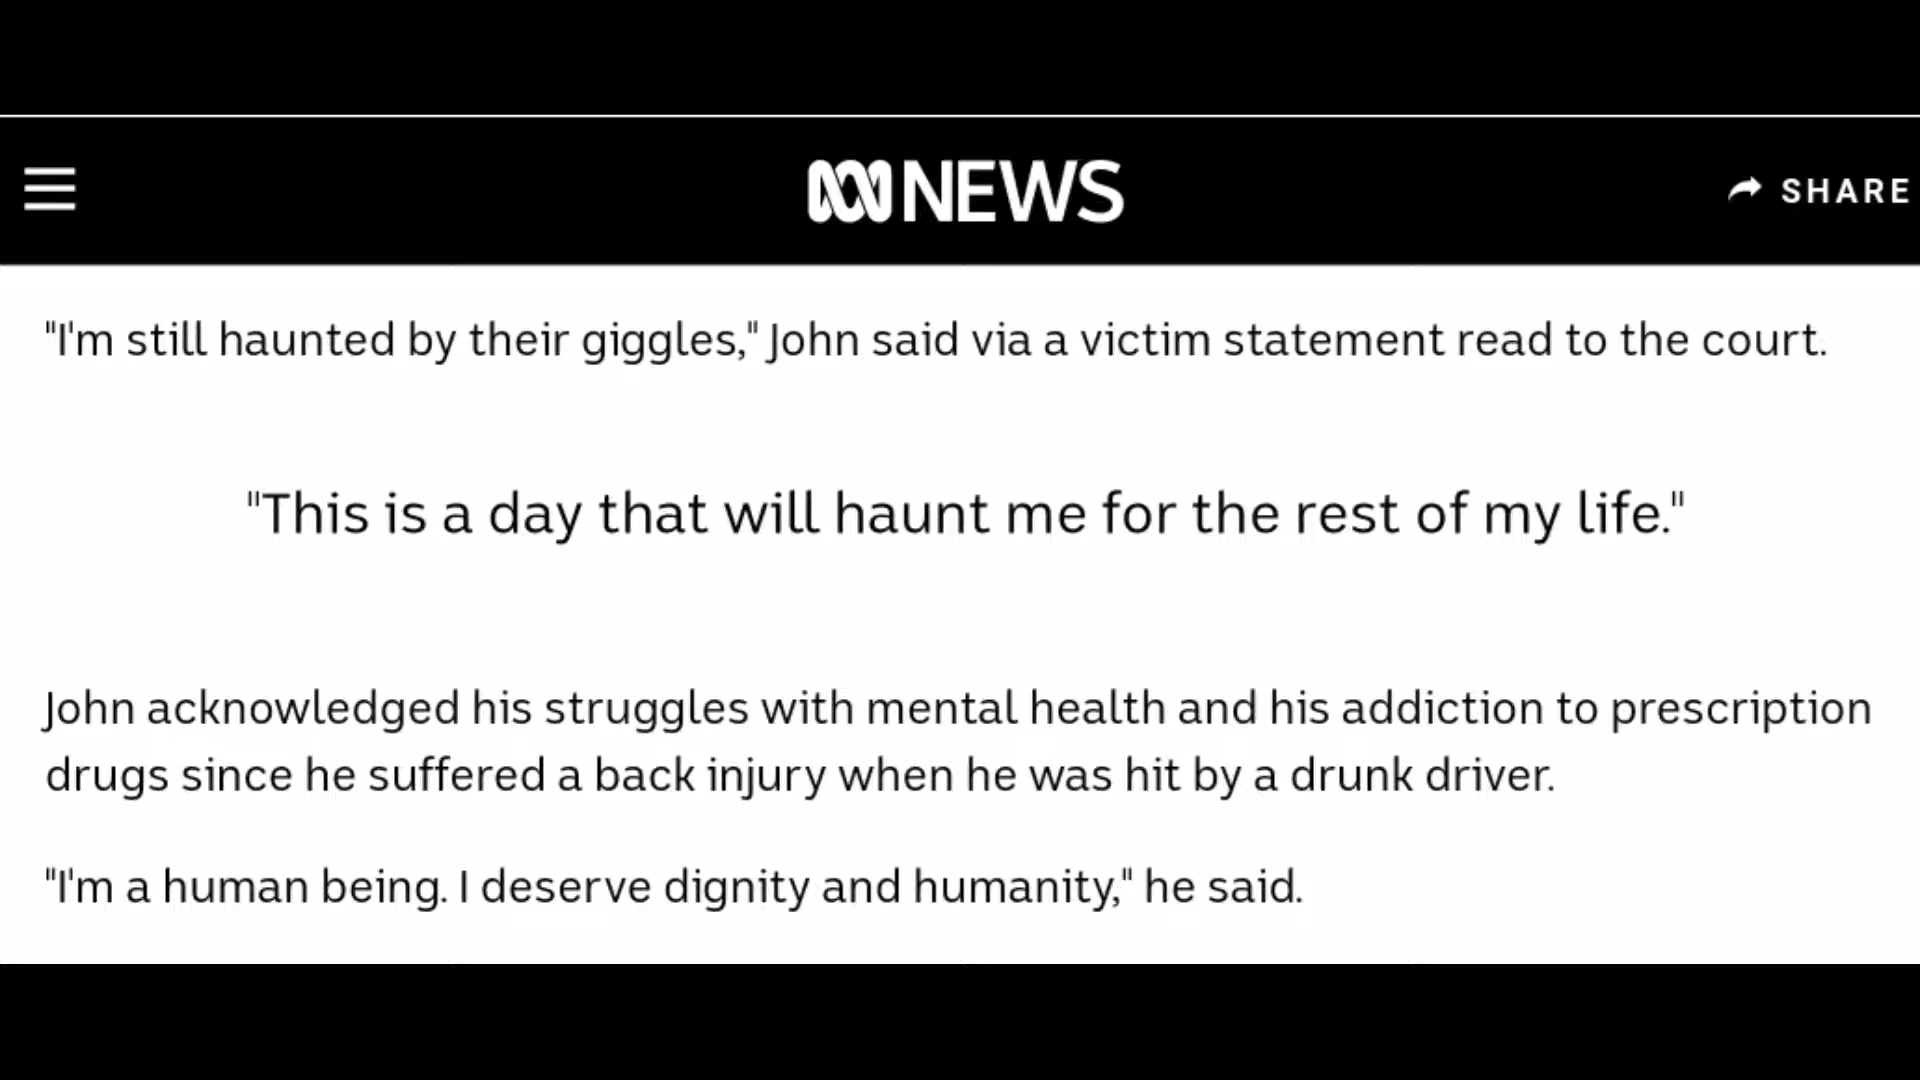 NEWS
SHARE
"I'm still haunted by their giggles," John said via a victim statement read to the court.
"This is a day that will haunt me for the rest of my life."
John acknowledged his struggles with mental health and his addiction to prescription
drugs since he suffered a back injury when he was hit by a drunk driver.
"I'm a human being. I deserve dignity and humanity," he said.